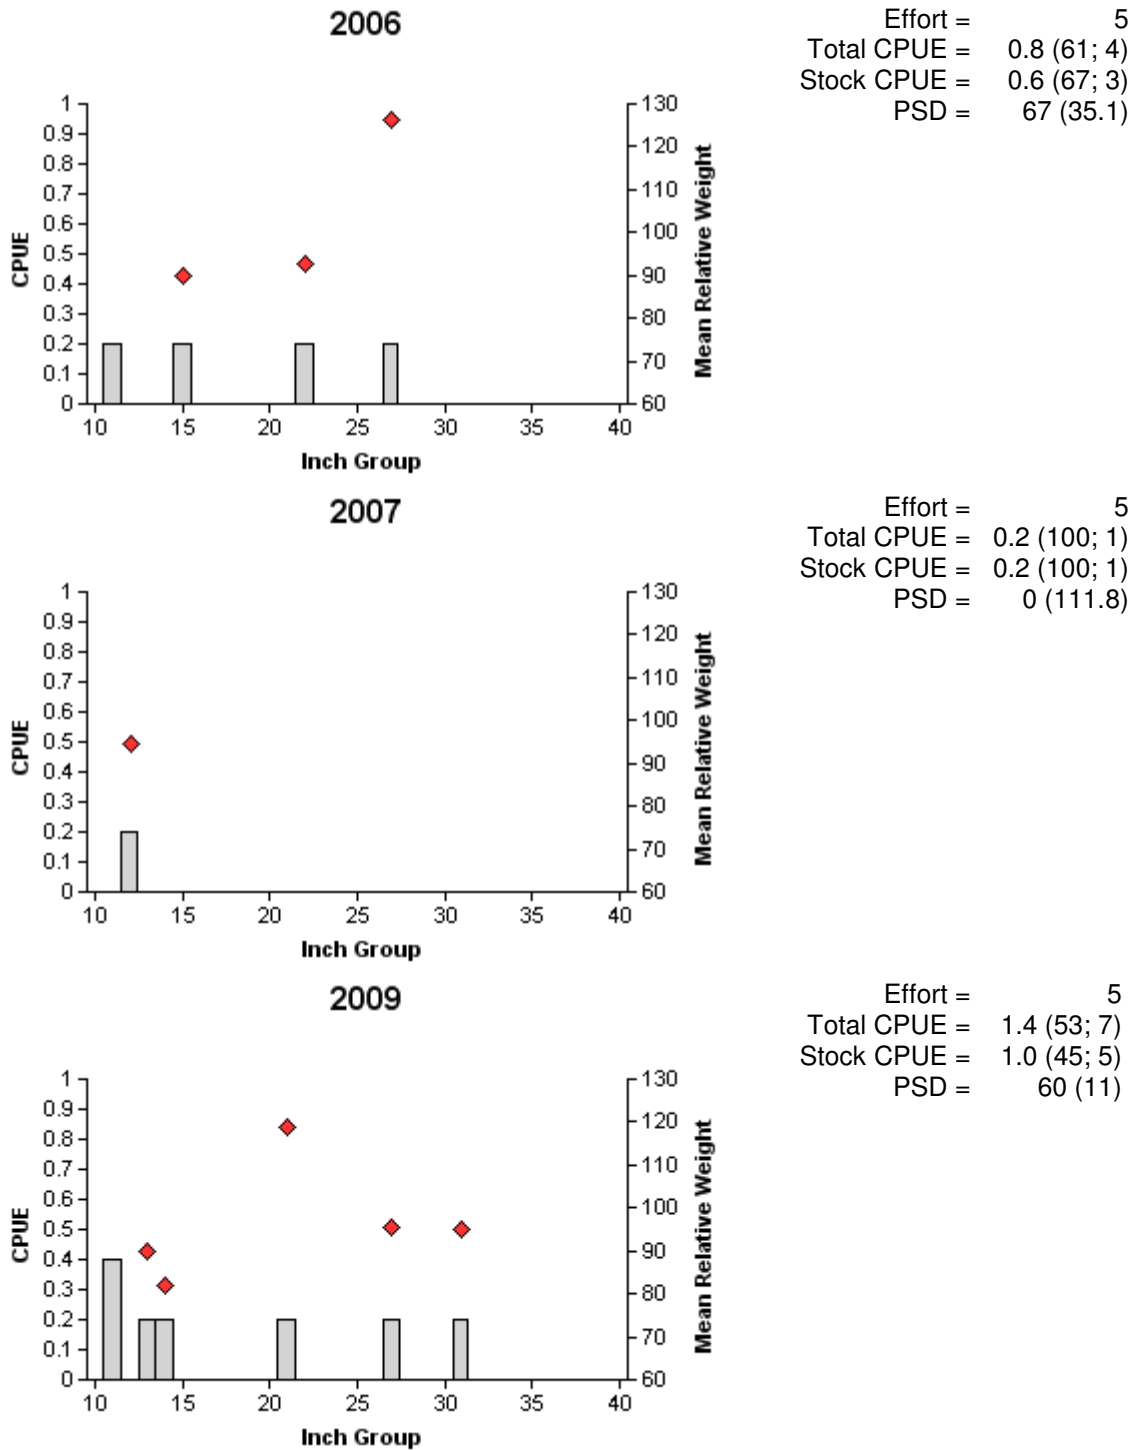 2006
Effort = 5
Total CPUE = 0.8 (61; 4)
Stock CPUE = 0.6 (67; 3)
PSD = 67 (35.1)
1 130
0.9 120
0.8
0.7 110
0.6 100
0.5
0.4 90
0.3 80
0.2
0.1 70
0 60
CPUE
Mean Relative Weight
10 15 20 25 30 35 40
Inch Group
2007
Effort = 5
Total CPUE = 0.2 (100; 1)
Stock CPUE = 0.2 (100; 1)
PSD = 0 (111.8)
1 130
0.9 120
0.8
0.7 110
0.6 100
0.5
0.4 90
0.3 80
0.2
0.1 70
0 60
CPUE
Mean Relative Weight
10 15 20 25 30 35 40
Inch Group
2009
Effort = 5
Total CPUE = 1.4 (53; 7)
Stock CPUE = 1.0 (45; 5)
PSD = 60 (11)
1 130
0.9 120
0.8
0.7 110
0.6 100
0.5
0.4 90
0.3 80
0.2
0.1 70
0 60
CPUE
Mean Relative Weight
10 15 20 25 30 35 40
Inch Group